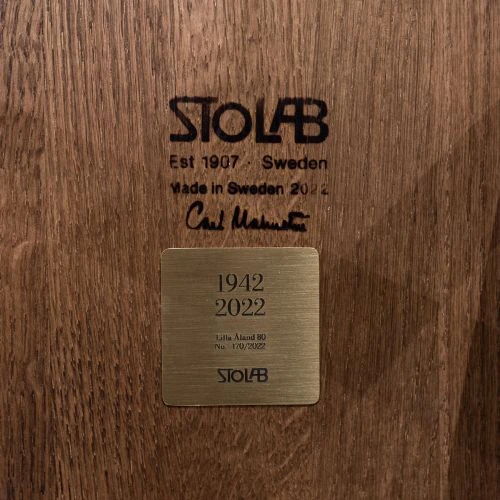 STOLAB
Est 1907 · Sweden
Made in Sweden 2022
Carl Malmsten
1942
2022
Lilla Åland 80
No. 170/2022
STOLAB